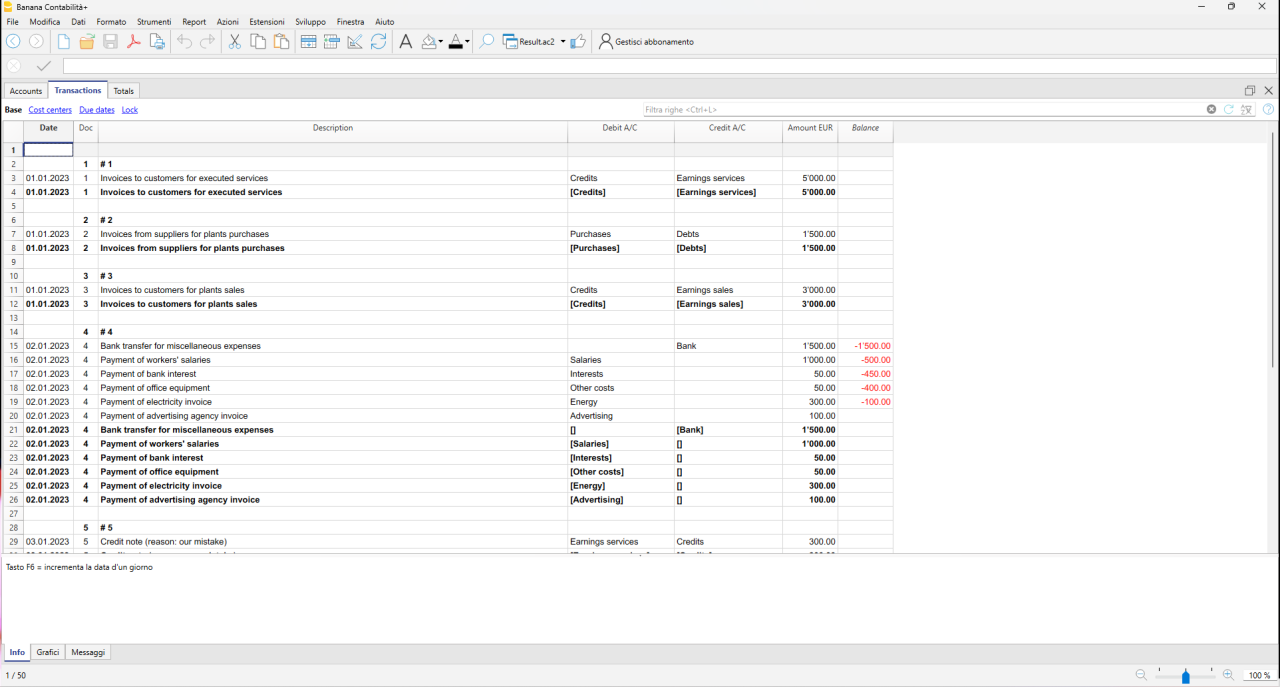 Banana Contabilità+
File Modifica Dati Formato Strumenti Report Azioni Estensioni Sviluppo Finestra Aiuto
Result.ac2 Gestisci abbonamento
Accounts Transactions Totals
Base Cost centers Due dates Lock Filtra righe <Ctrl+L>
Date Doc Description Debit A/C Credit A/C Amount EUR Balance
1
2 1 # 1
3 01.01.2023 1 Invoices to customers for executed services Credits Earnings services 5'000.00
4 01.01.2023 1 Invoices to customers for executed services [Credits] [Earnings services] 5'000.00
5
6 2 # 2
7 01.01.2023 2 Invoices from suppliers for plants purchases Purchases Debts 1'500.00
8 01.01.2023 2 Invoices from suppliers for plants purchases [Purchases] [Debts] 1'500.00
9
10 3 # 3
11 01.01.2023 3 Invoices to customers for plants sales Credits Earnings sales 3'000.00
12 01.01.2023 3 Invoices to customers for plants sales [Credits] [Earnings sales] 3'000.00
13
14 4 # 4
15 02.01.2023 4 Bank transfer for miscellaneous expenses Bank 1'500.00 -1'500.00
16 02.01.2023 4 Payment of workers' salaries Salaries 1'000.00 -500.00
17 02.01.2023 4 Payment of bank interest Interests 50.00 -450.00
18 02.01.2023 4 Payment of office equipment Other costs 50.00 -400.00
19 02.01.2023 4 Payment of electricity invoice Energy 300.00 -100.00
20 02.01.2023 4 Payment of advertising agency invoice Advertising 100.00
21 02.01.2023 4 Bank transfer for miscellaneous expenses [] [Bank] 1'500.00
22 02.01.2023 4 Payment of workers' salaries [Salaries] [] 1'000.00
23 02.01.2023 4 Payment of bank interest [Interests] [] 50.00
24 02.01.2023 4 Payment of office equipment [Other costs] [] 50.00
25 02.01.2023 4 Payment of electricity invoice [Energy] [] 300.00
26 02.01.2023 4 Payment of advertising agency invoice [Advertising] [] 100.00
27
28 5 # 5
29 03.01.2023 5 Credit note (reason: our mistake) Earnings services Credits 300.00
Tasto F6 = incrementa la data d'un giorno
Info Grafici Messaggi
1 / 50 100 %